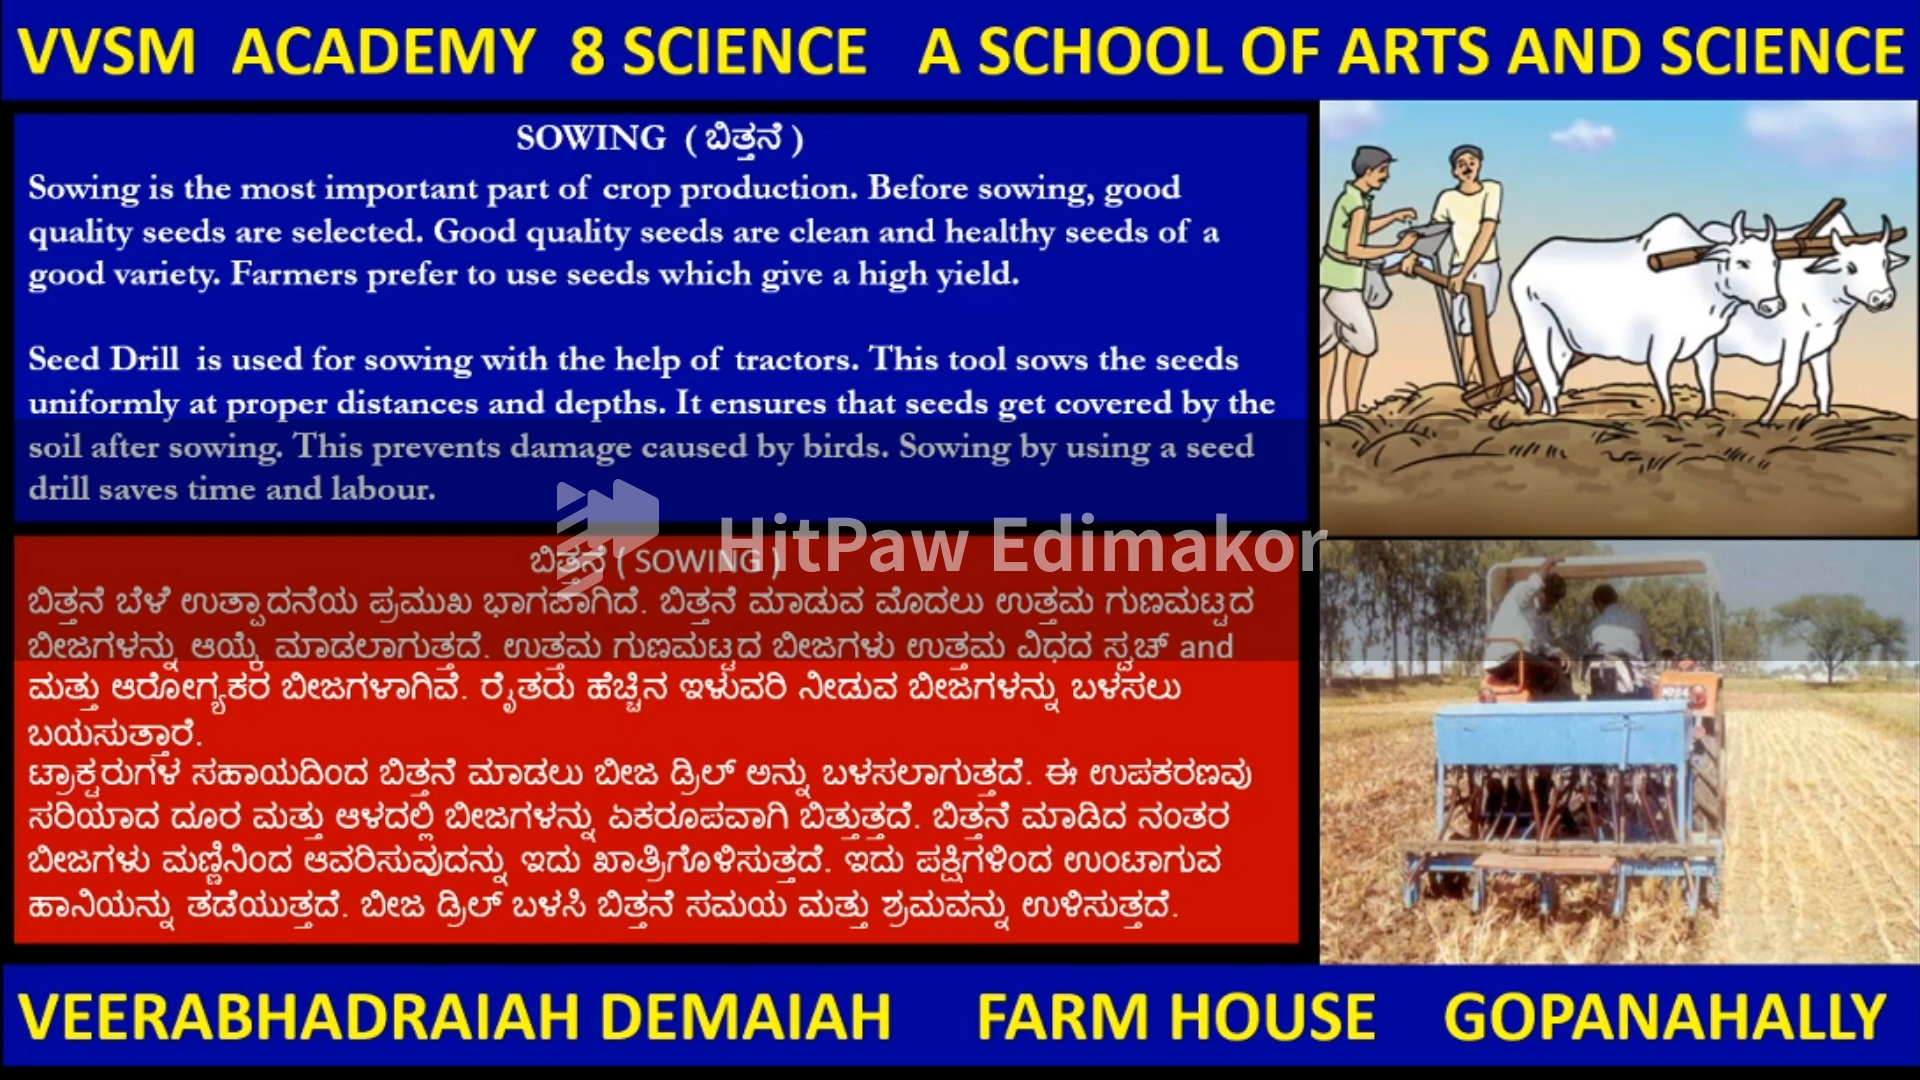 VVSM ACADEMY 8 SCIENCE A SCHOOL OF ARTS AND SCIENCE
SOWING ( ಬಿತ್ತನೆ )
Sowing is the most important part of crop production. Before sowing, good
quality seeds are selected. Good quality seeds are clean and healthy seeds of a
good variety. Farmers prefer to use seeds which give a high yield.
Seed Drill is used for sowing with the help of tractors. This tool sows the seeds
uniformly at proper distances and depths. It ensures that seeds get covered by the
soil after sowing. This prevents damage caused by birds. Sowing by using a seed
drill saves time and labour.
HitPaw Edimakor
ಬಿತ್ತನೆ ( SOWING )
ಬಿತ್ತನೆ ಬೆಳೆ ಉತ್ಪಾದನೆಯ ಪ್ರಮುಖ ಭಾಗವಾಗಿದೆ. ಬಿತ್ತನೆ ಮಾಡುವ ಮೊದಲು ಉತ್ತಮ ಗುಣಮಟ್ಟದ
ಬೀಜಗಳನ್ನು ಆಯ್ಕೆ ಮಾಡಲಾಗುತ್ತದೆ. ಉತ್ತಮ ಗುಣಮಟ್ಟದ ಬೀಜಗಳು ಉತ್ತಮ ವಿಧದ ಸ್ವಚ್ and
ಮತ್ತು ಆರೋಗ್ಯಕರ ಬೀಜಗಳಾಗಿವೆ. ರೈತರು ಹೆಚ್ಚಿನ ಇಳುವರಿ ನೀಡುವ ಬೀಜಗಳನ್ನು ಬಳಸಲು
ಬಯಸುತ್ತಾರೆ.
ಟ್ರಾಕ್ಟರುಗಳ ಸಹಾಯದಿಂದ ಬಿತ್ತನೆ ಮಾಡಲು ಬೀಜ ಡ್ರಿಲ್ ಅನ್ನು ಬಳಸಲಾಗುತ್ತದೆ. ಈ ಉಪಕರಣವು
ಸರಿಯಾದ ದೂರ ಮತ್ತು ಆಳದಲ್ಲಿ ಬೀಜಗಳನ್ನು ಏಕರೂಪವಾಗಿ ಬಿತ್ತುತ್ತದೆ. ಬಿತ್ತನೆ ಮಾಡಿದ ನಂತರ
ಬೀಜಗಳು ಮಣ್ಣಿನಿಂದ ಆವರಿಸುವುದನ್ನು ಇದು ಖಾತ್ರಿಗೊಳಿಸುತ್ತದೆ. ಇದು ಪಕ್ಷಿಗಳಿಂದ ಉಂಟಾಗುವ
ಹಾನಿಯನ್ನು ತಡೆಯುತ್ತದೆ. ಬೀಜ ಡ್ರಿಲ್ ಬಳಸಿ ಬಿತ್ತನೆ ಸಮಯ ಮತ್ತು ಶ್ರಮವನ್ನು ಉಳಿಸುತ್ತದೆ.
VEERABHADRAIAH DEMAIAH FARM HOUSE GOPANAHALLY